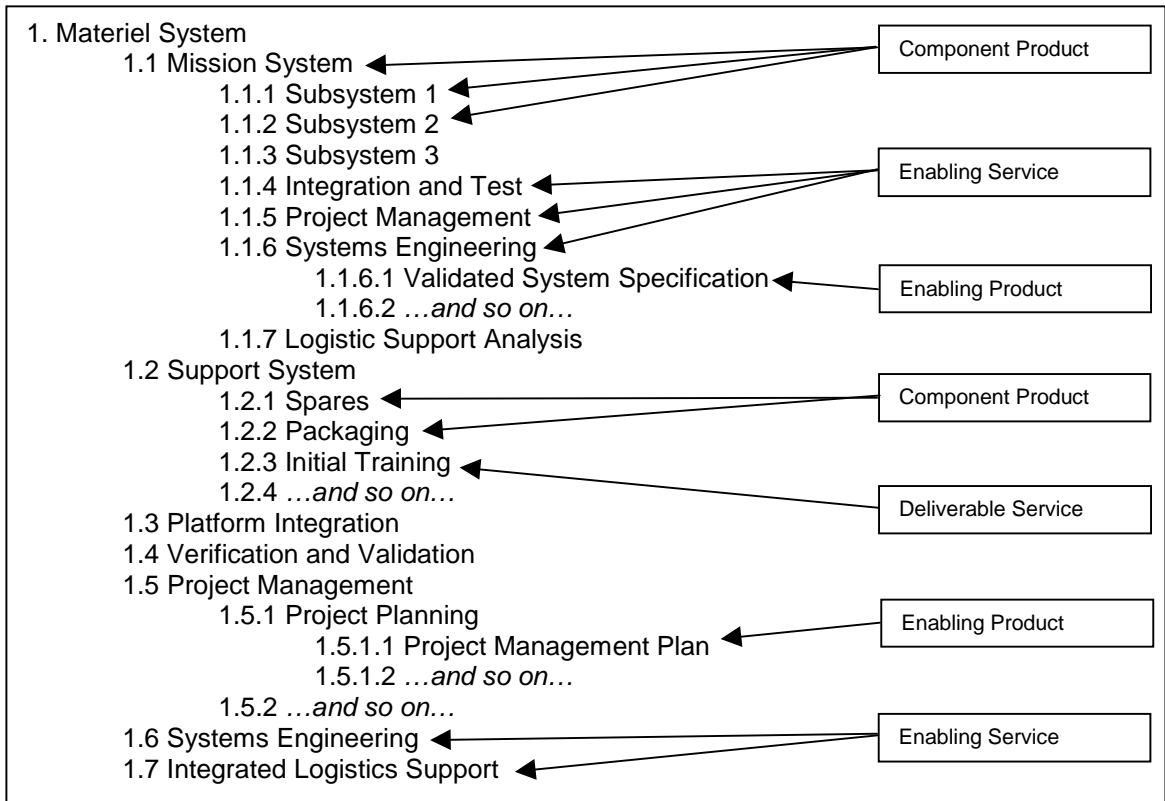 1. Materiel System
1.1 Mission System
Component Product
1.1.1 Subsystem 1
1.1.2 Subsystem 2
1.1.3 Subsystem 3
1.1.4 Integration and Test
Enabling Service
1.1.5 Project Management
1.1.6 Systems Engineering
1.1.6.1 Validated System Specification
Enabling Product
1.1.6.2 …and so on…
1.1.7 Logistic Support Analysis
1.2 Support System
1.2.1 Spares
Component Product
1.2.2 Packaging
1.2.3 Initial Training
1.2.4 …and so on…
Deliverable Service
1.3 Platform Integration
1.4 Verification and Validation
1.5 Project Management
1.5.1 Project Planning
Enabling Product
1.5.1.1 Project Management Plan
1.5.1.2 …and so on…
1.5.2 …and so on…
1.6 Systems Engineering
Enabling Service
1.7 Integrated Logistics Support